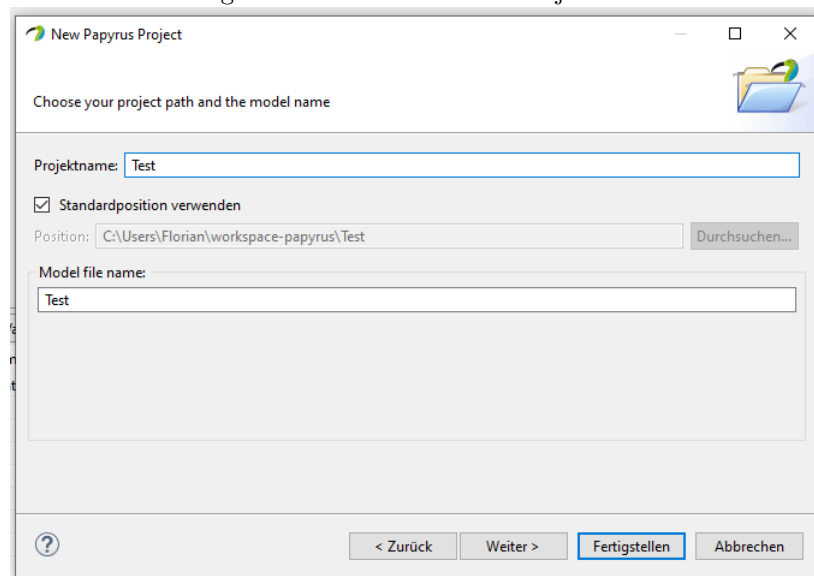 New Papyrus Project
Choose your project path and the model name
Projektname: Test
Standardposition verwenden
Position: C:\Users\Florian\workspace-papyrus\Test Durchsuchen...
Model file name:
Test
< Zurück Weiter > Fertigstellen Abbrechen